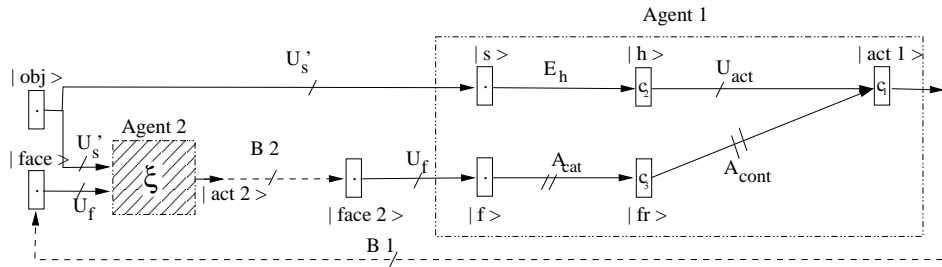 Agent 1
| s >
| h >
| act 1 >
U_s'
E_h
U_act
| obj >
c_2
c_1
Agent 2
U_s'
| face >
ξ
B 2
U_f
A_cat
c_3
A_cont
U_f
| act 2 >
| face 2 >
| f >
| fr >
B 1